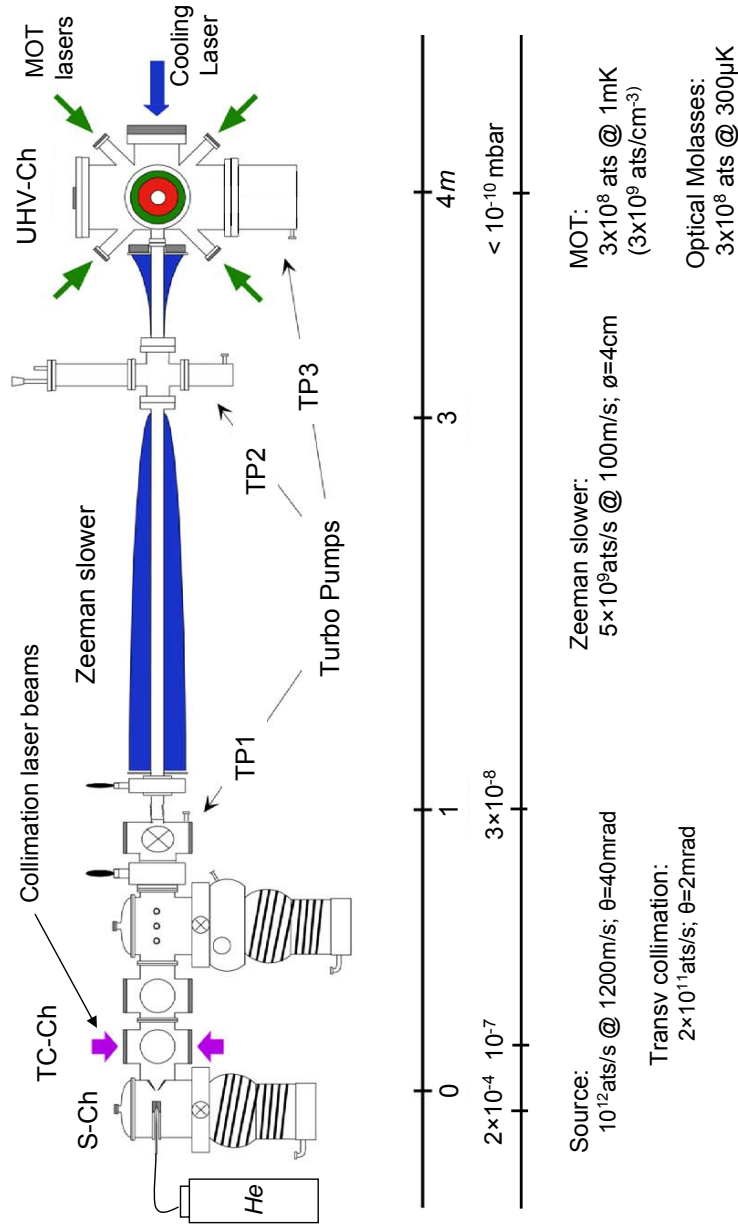 Collimation laser beams
S-Ch
TC-Ch
Zeeman slower
UHV-Ch
MOT
lasers
Cooling
Laser
He
TP1
TP2
TP3
Turbo Pumps
0
1
3
4m
2×10⁻⁴
10⁻⁷
3×10⁻⁸
< 10⁻¹⁰ mbar
Source:
10¹²ats/s @ 1200m/s; θ=40mrad
Transv collimation:
2×10¹¹ats/s; θ=2mrad
Zeeman slower:
5×10⁹ats/s @ 100m/s; ø=4cm
MOT:
3x10⁸ ats @ 1mK
(3x10⁹ ats/cm⁻³)
Optical Molasses:
3x10⁸ ats @ 300µK